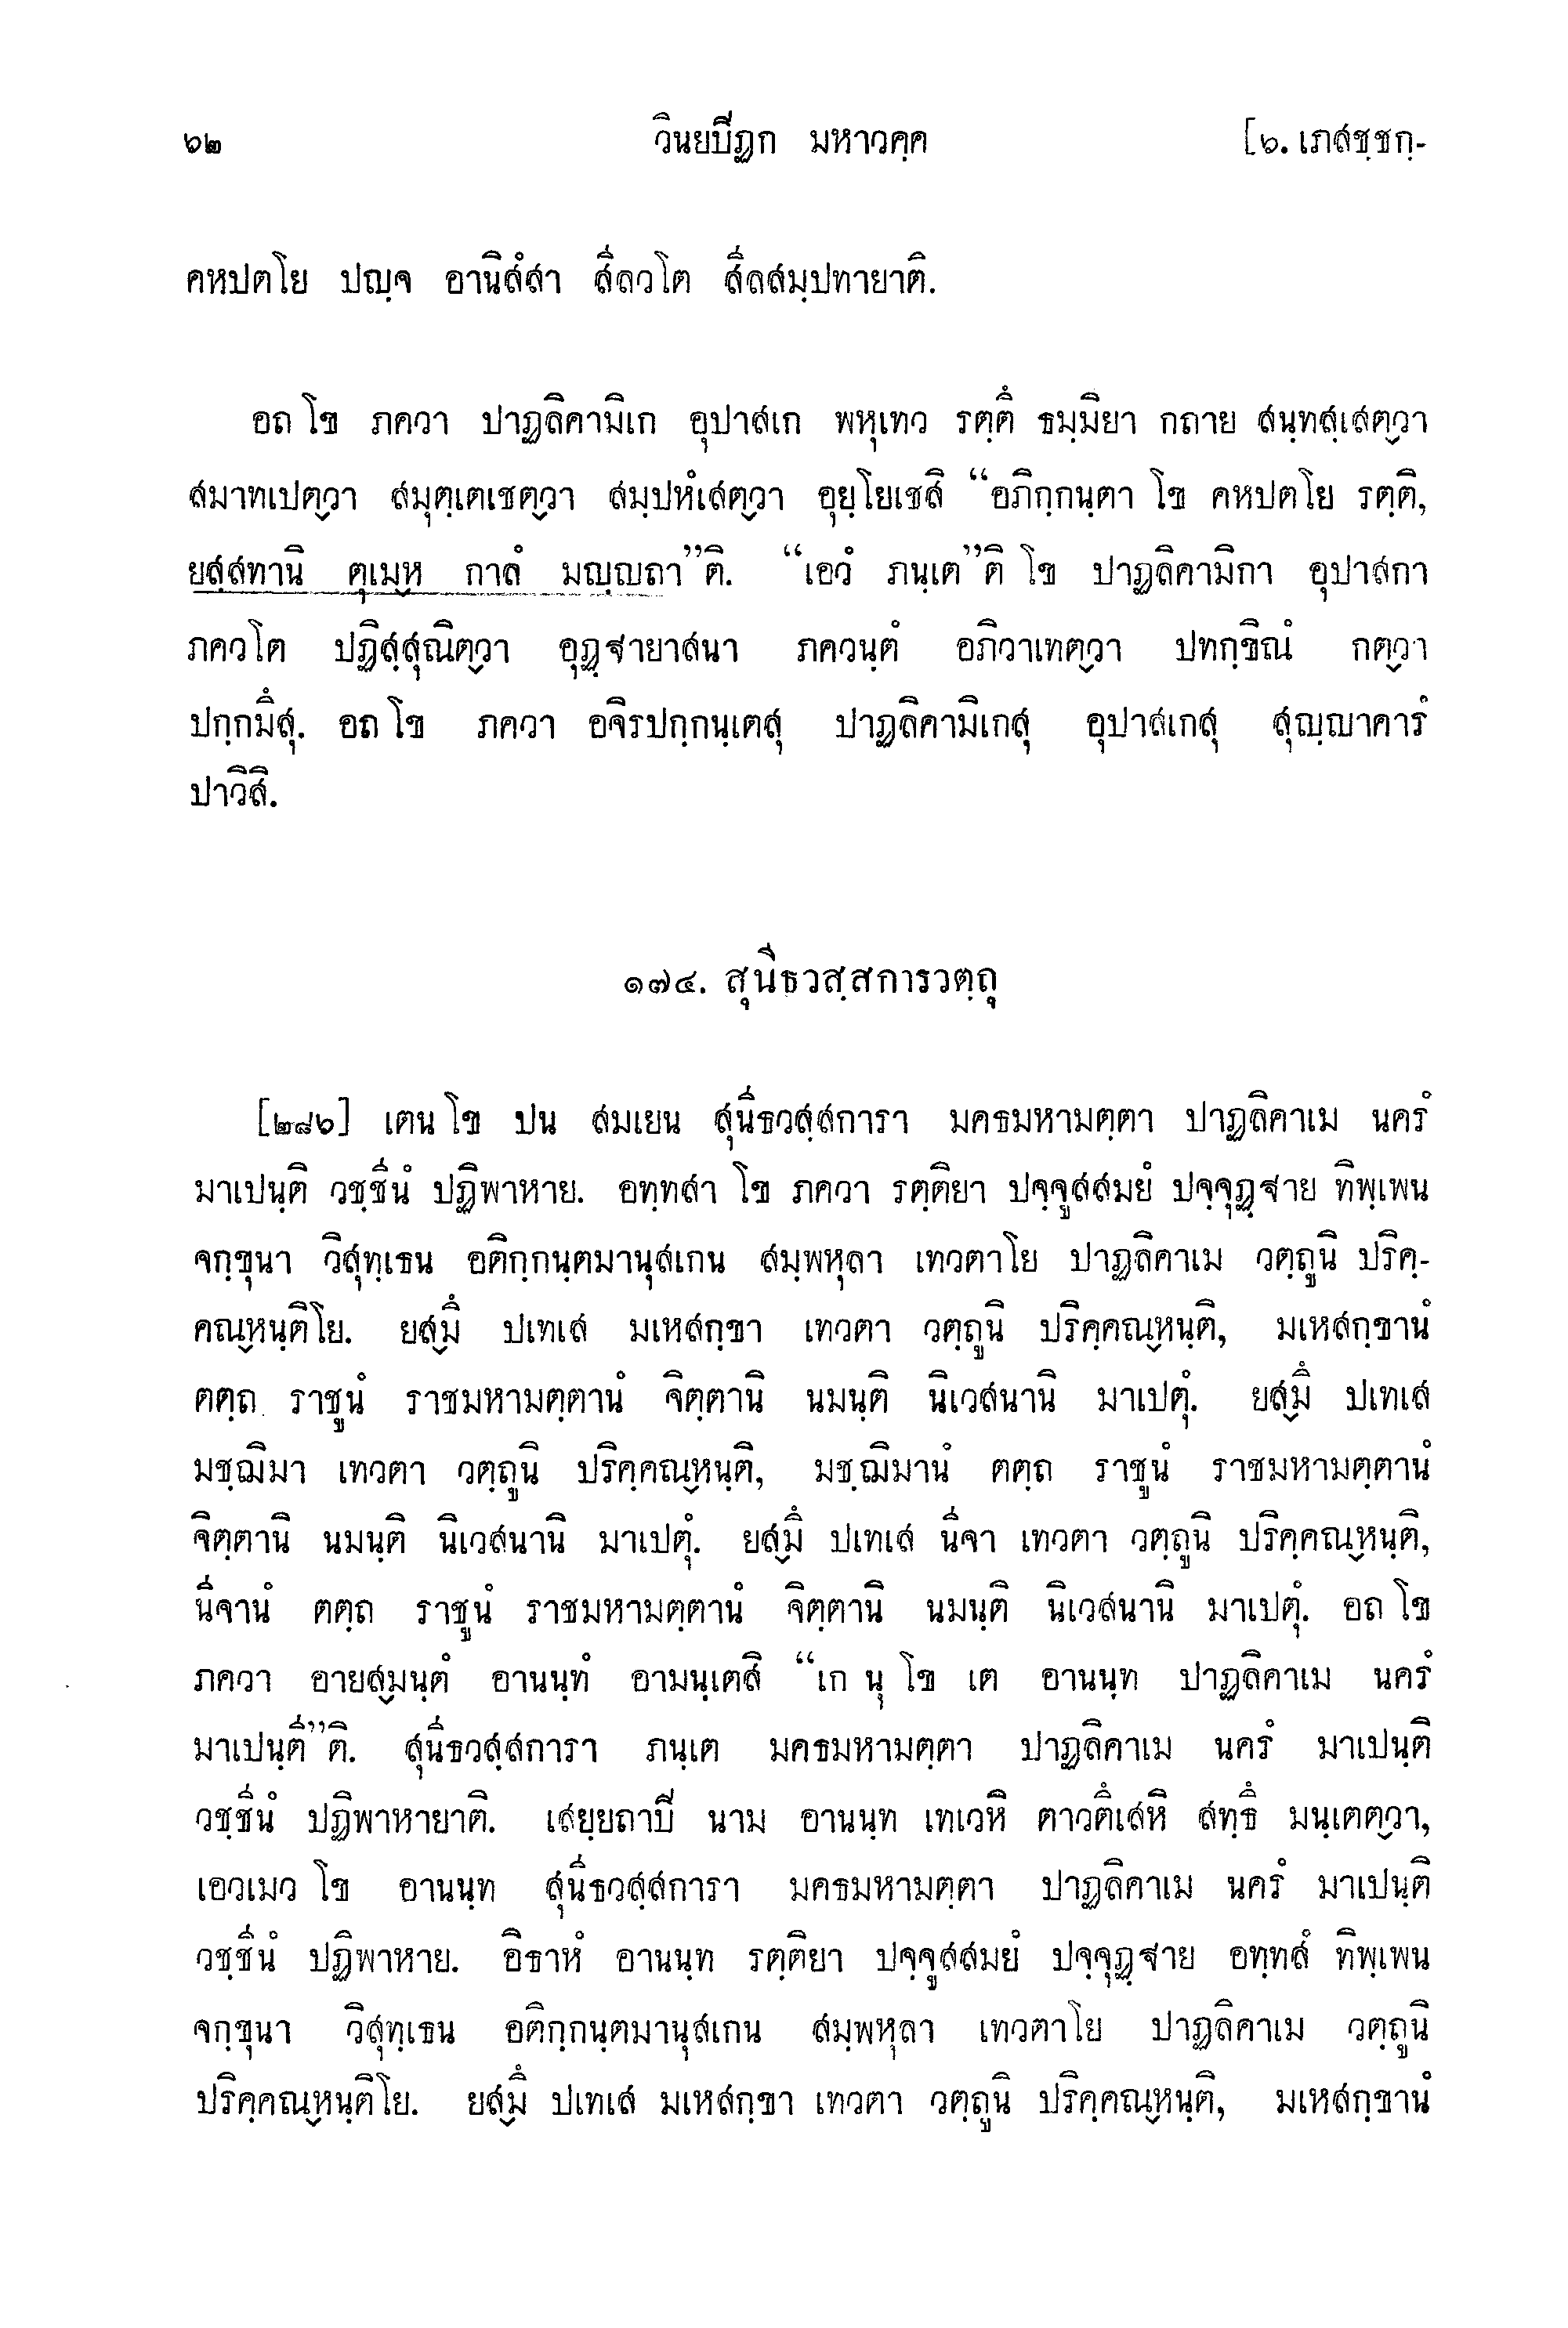 ๖๒ วินยปีฏก มหาวคฺค [๖. เภสชฺชกฺ-
คหปตโย ปญฺจ อานิสํสา สีลวโต สีลสมฺปทายาติ.
อถ โข ภควา ปาฏลิคามิเก อุปาสเก พหุเทว รตฺตึ ธมฺมิยา กถาย สนฺทสฺเสตฺวา
สมาทเปตฺวา สมุตฺเตเชตฺวา สมฺปหํเสตฺวา อุยฺโยเชสิ “อภิกฺกนฺตา โข คหปตโย รตฺติ,
ยสฺสทานิ ตุเมฺห กาลํ มญฺญถา”ติ. “เอวํ ภนฺเต”ติ โข ปาฏลิคามิกา อุปาสกา
ภควโต ปฏิสฺสุณิตฺวา อุฏฺฐายาสนา ภควนฺตํ อภิวาเทตฺวา ปทกฺขิณํ กตฺวา
ปกฺกมึสุ. อถ โข ภควา อจิรปกฺกนฺเตสุ ปาฏลิคามิเกสุ อุปาสเกสุ สุญฺญาคารํ
ปาวิสิ.
๑๗๔. สุนีธวสฺสการวตฺถุ
[๒๘๖] เตน โข ปน สมเยน สุนีธวสฺสการา มคธมหามตฺตา ปาฏลิคาเม นครํ
มาเปนฺติ วชฺชีนํ ปฏิพาหาย. อทฺทสา โข ภควา รตฺติยา ปจฺจูสสมยํ ปจฺจุฏฺฐาย ทิพฺเพน
จกฺขุนา วิสุทฺเธน อติกฺกนฺตมานุสเกน สมฺพหุลา เทวตาโย ปาฏลิคาเม วตฺถูนิ ปริคฺ-
คณฺหนฺติโย. ยสฺมึ ปเทเส มเหสกฺขา เทวตา วตฺถูนิ ปริคฺคณฺหนฺติ, มเหสกฺขานํ
ตตฺถ ราชูนํ ราชมหามตฺตานํ จิตฺตานิ นมนฺติ นิเวสนานิ มาเปตุํ. ยสฺมึ ปเทเส
มชฺฌิมา เทวตา วตฺถูนิ ปริคฺคณฺหนฺติ, มชฺฌิมานํ ตตฺถ ราชูนํ ราชมหามตฺตานํ
จิตฺตานิ นมนฺติ นิเวสนานิ มาเปตุํ. ยสฺมึ ปเทเส นีจา เทวตา วตฺถูนิ ปริคฺคณฺหนฺติ,
นีจานํ ตตฺถ ราชูนํ ราชมหามตฺตานํ จิตฺตานิ นมนฺติ นิเวสนานิ มาเปตุํ. อถ โข
ภควา อายสฺมนฺตํ อานนฺทํ อามนฺเตสิ “เก นุ โข เต อานนฺท ปาฏลิคาเม นครํ
มาเปนฺตี”ติ. สุนีธวสฺสการา ภนฺเต มคธมหามตฺตา ปาฏลิคาเม นครํ มาเปนฺติ
วชฺชีนํ ปฏิพาหายาติ. เสยฺยถาปี นาม อานนฺท เทเวหิ ตาวตึเสหิ สทฺธึ มนฺเตตฺวา,
เอวเมว โข อานนฺท สุนีธวสฺสการา มคธมหามตฺตา ปาฏลิคาเม นครํ มาเปนฺติ
วชฺชีนํ ปฏิพาหาย. อิธาหํ อานนฺท รตฺติยา ปจฺจูสสมยํ ปจฺจุฏฺฐาย อทฺทสํ ทิพฺเพน
จกฺขุนา วิสุทฺเธน อติกฺกนฺตมานุสเกน สมฺพหุลา เทวตาโย ปาฏลิคาเม วตฺถูนิ
ปริคฺคณฺหนฺติโย. ยสฺมึ ปเทเส มเหสกฺขา เทวตา วตฺถูนิ ปริคฺคณฺหนฺติ, มเหสกฺขานํ